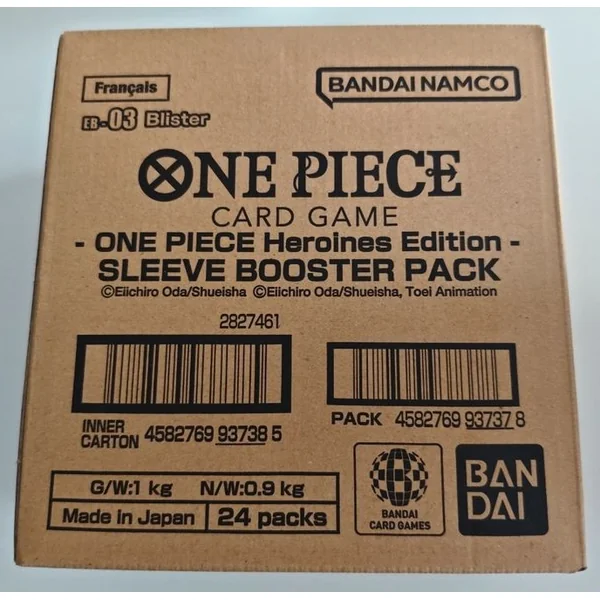 Français
BANDAI NAMCO
EB-03 Blister
ONE PIECE
CARD GAME
- ONE PIECE Heroines Edition -
SLEEVE BOOSTER PACK
©Eiichiro Oda/Shueisha ©Eiichiro Oda/Shueisha, Toei Animation
2827461
INNER CARTON 4582769 93738 5
PACK 4582769 93737 8
G/W:1 kg N/W:0.9 kg
Made in Japan 24 packs
BANDAI
CARD GAMES
BAN
DAI